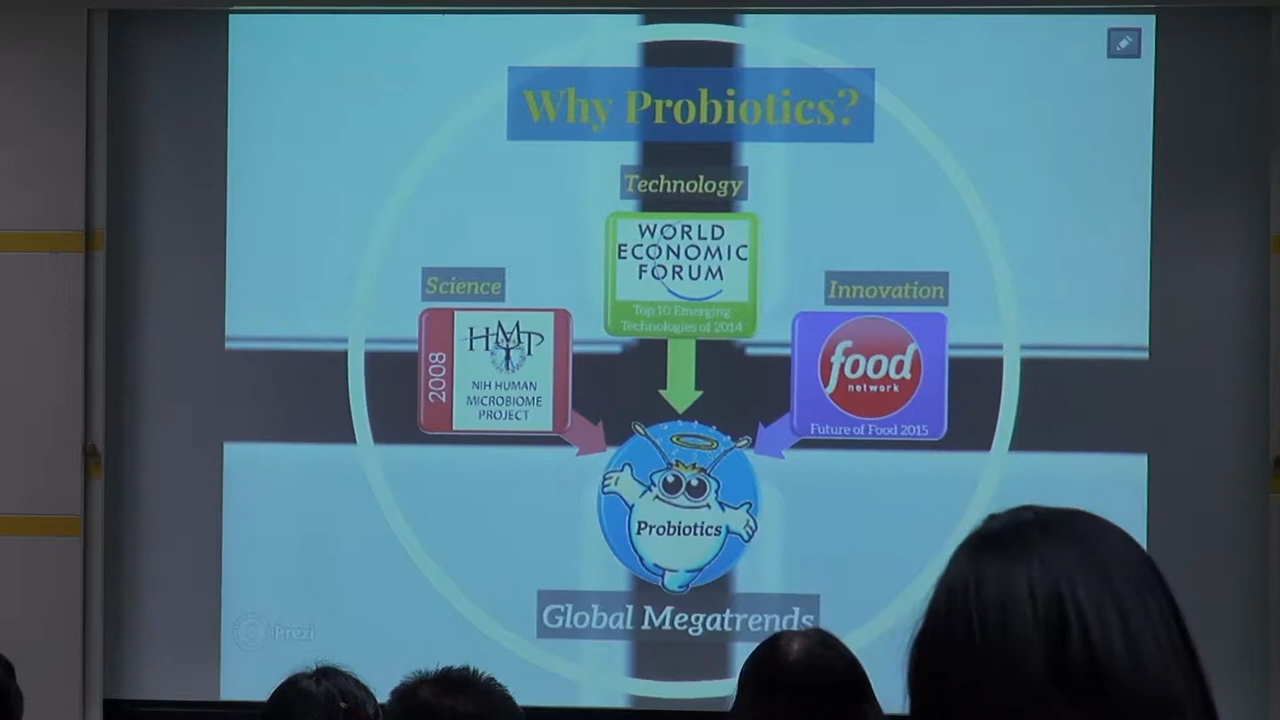 Why Probiotics?
Technology
WORLD
ECONOMIC
FORUM
Top 10 Emerging
Technologies of 2014
Science
2008
HMP
NIH HUMAN
MICROBIOME
PROJECT
Innovation
food
network
Future of Food 2015
Probiotics
Global Megatrends
Prezi